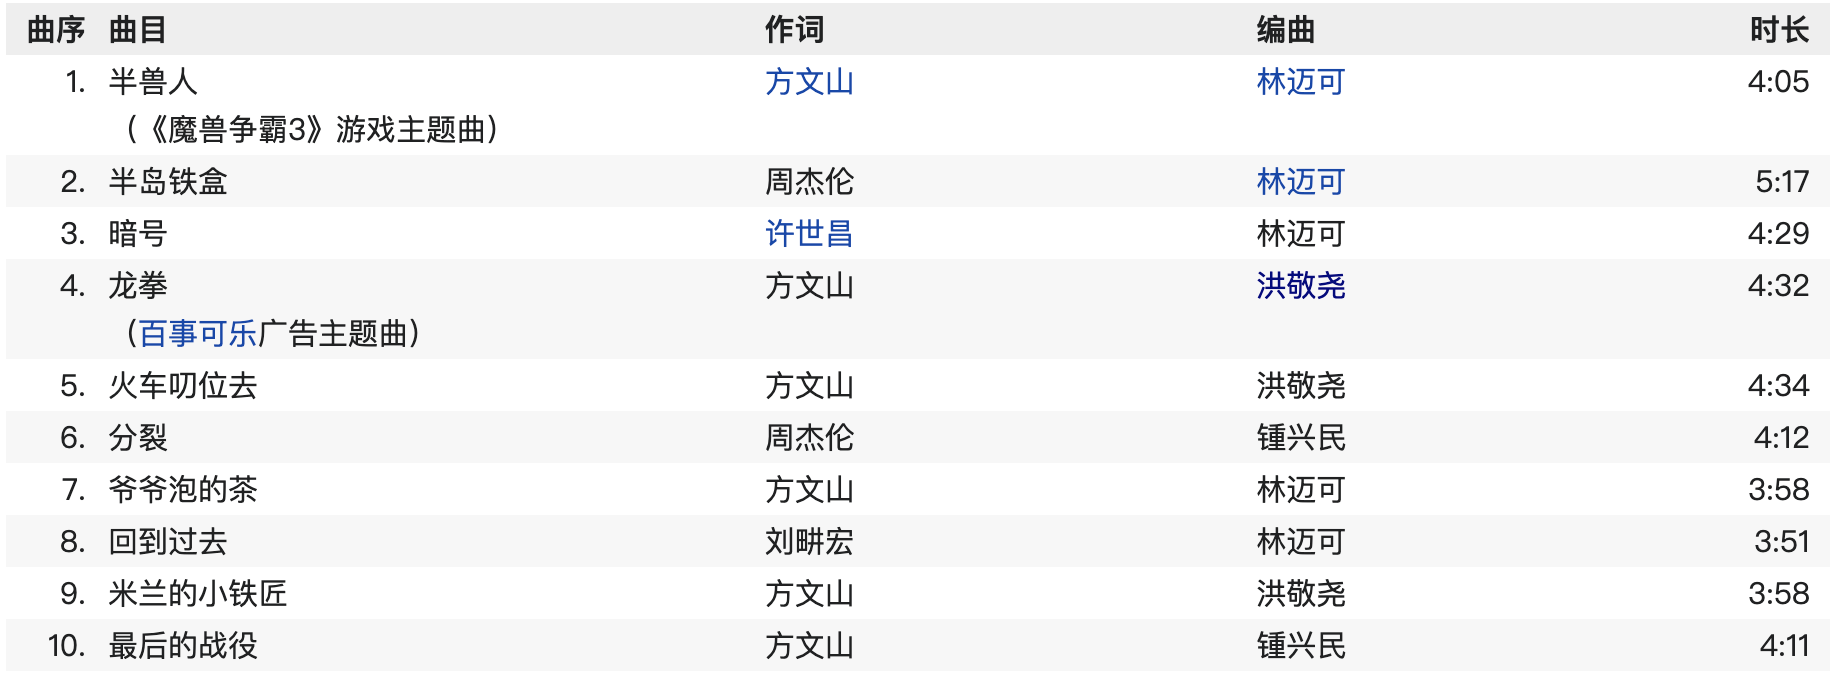 曲序 曲目 作词 编曲 时长
1. 半兽人 方文山 林迈可 4:05
（《魔兽争霸3》游戏主题曲）
2. 半岛铁盒 周杰伦 林迈可 5:17
3. 暗号 许世昌 林迈可 4:29
4. 龙拳 方文山 洪敬尧 4:32
（百事可乐广告主题曲）
5. 火车叨位去 方文山 洪敬尧 4:34
6. 分裂 周杰伦 锺兴民 4:12
7. 爷爷泡的茶 方文山 林迈可 3:58
8. 回到过去 刘畊宏 林迈可 3:51
9. 米兰的小铁匠 方文山 洪敬尧 3:58
10. 最后的战役 方文山 锺兴民 4:11